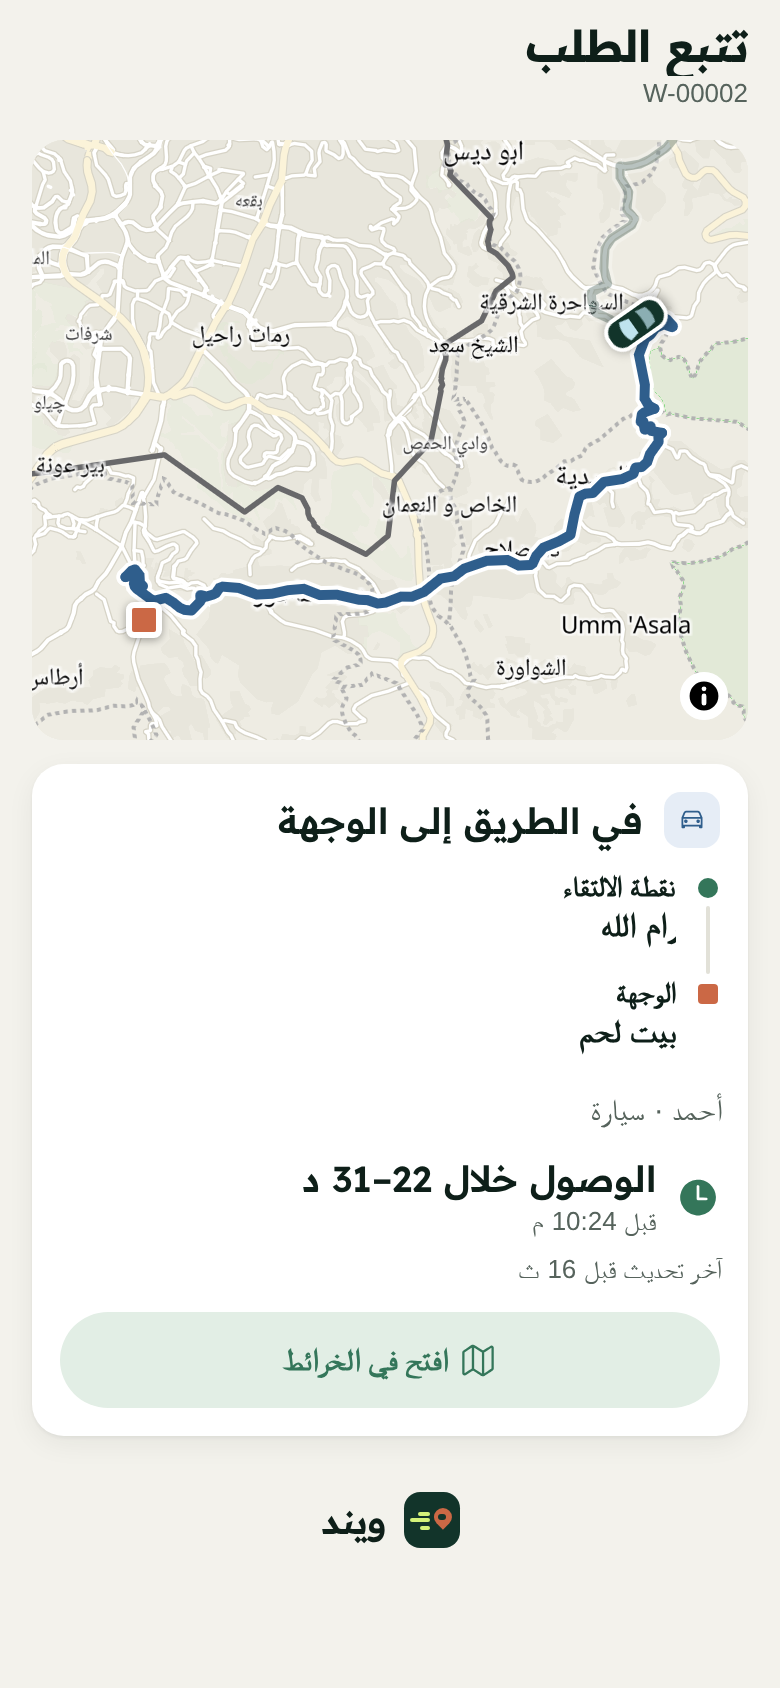 تتبع الطلب
W-00002
ابو ديس
بقعه
السواحرة الشرقية
شرفات
رمات راحيل
الشيخ سعد
وادي الحمص
بير عونة
الخاص و النعمان
Umm 'Asala
الشواورة
أرطاس
في الطريق إلى الوجهة
نقطة الالتقاء
رام الله
الوجهة
بيت لحم
أحمد · سيارة
الوصول خلال 22–31 د
قبل 10:24 م
آخر تحديث قبل 16 ث
افتح في الخرائط
ويند